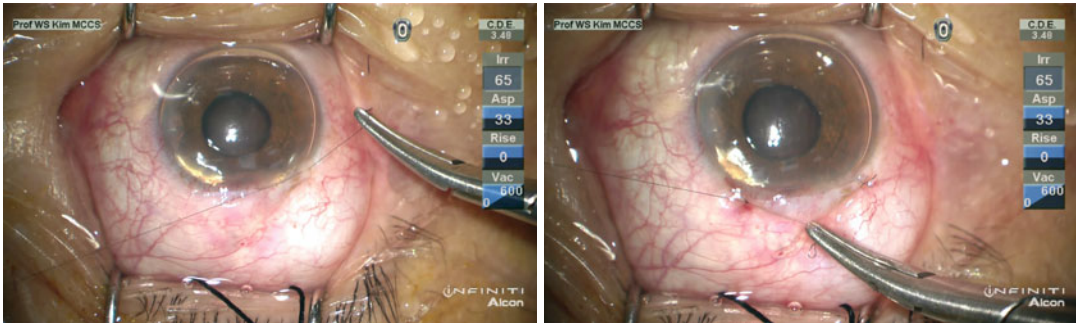 Prof WS Kim MCCS
0
C.D.E.
3.48
Irr
65
Asp
33
Rise
0
Vac
600
0
INFINITI
Alcon
Prof WS Kim MCCS
0
C.D.E.
3.48
Irr
65
Asp
33
Rise
0
Vac
600
0
INFINITI
Alcon